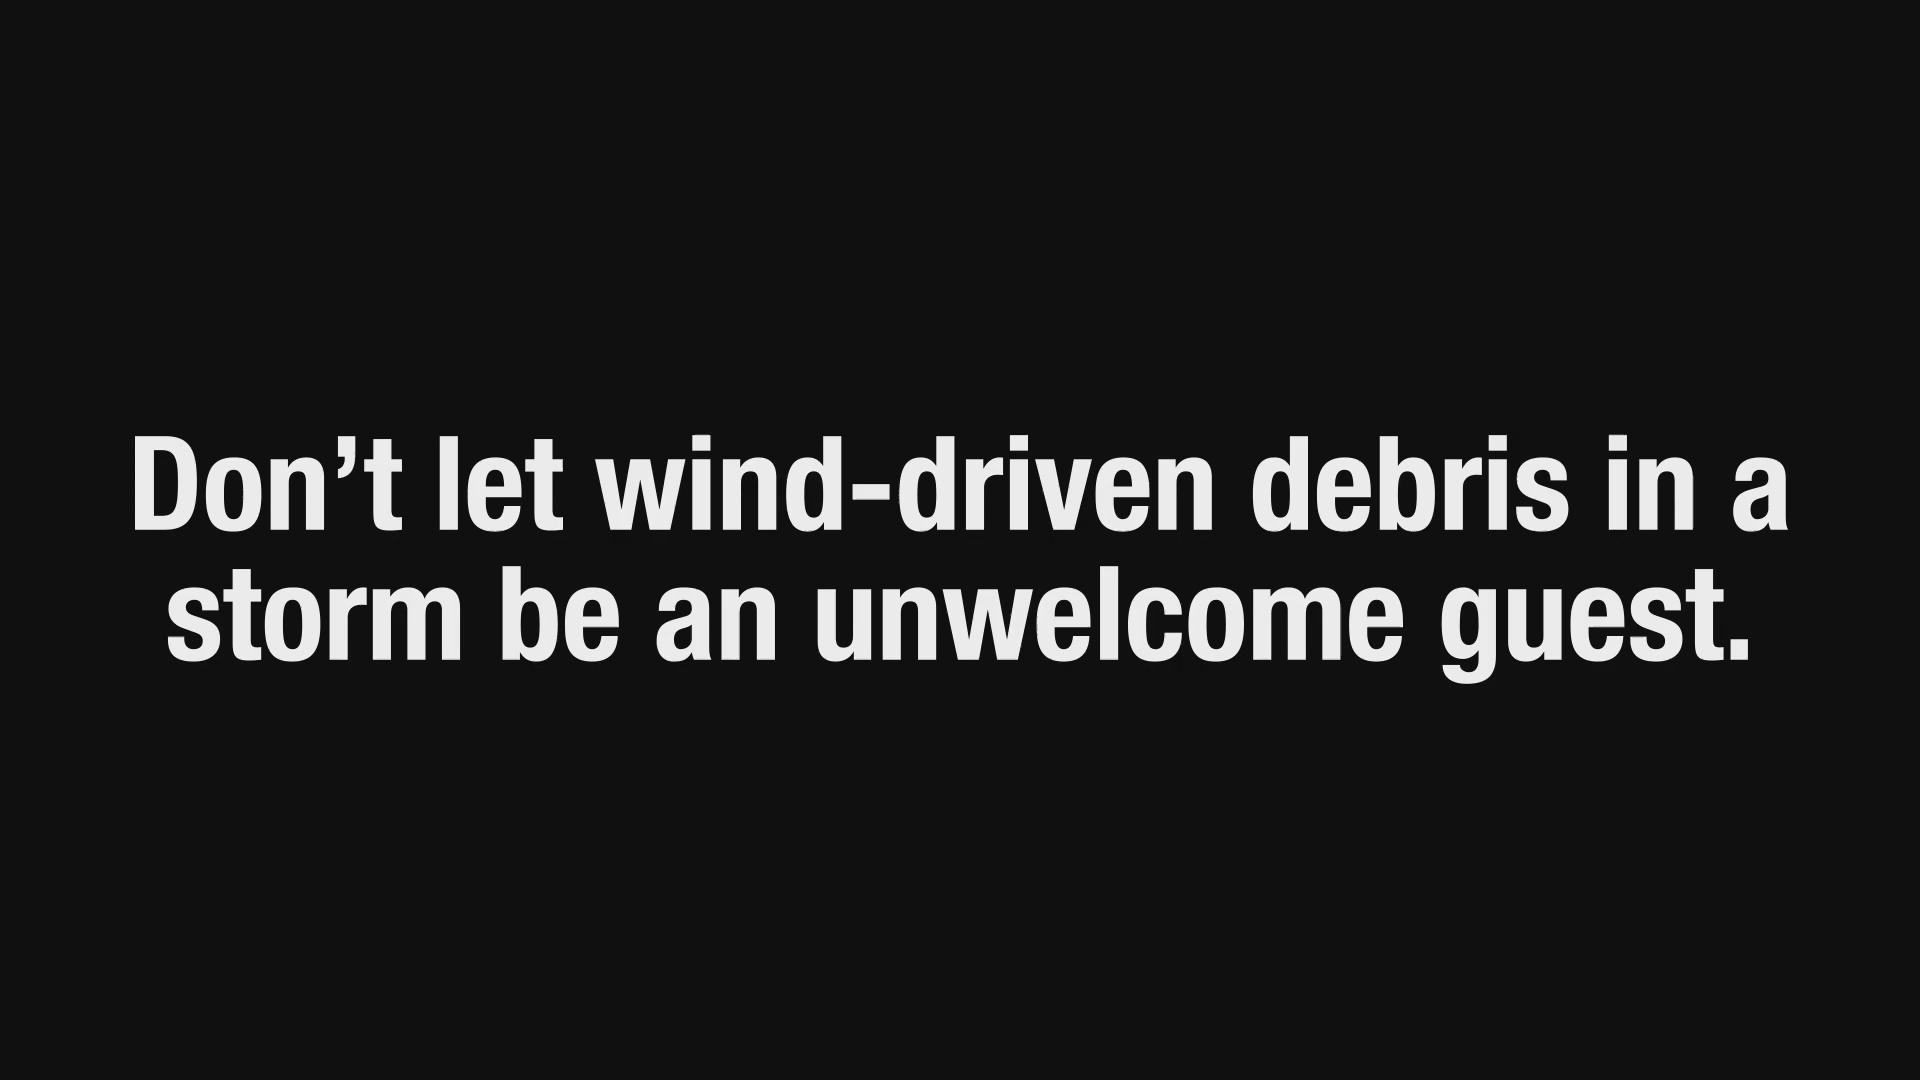 Don’t let wind-driven debris in a
storm be an unwelcome guest.